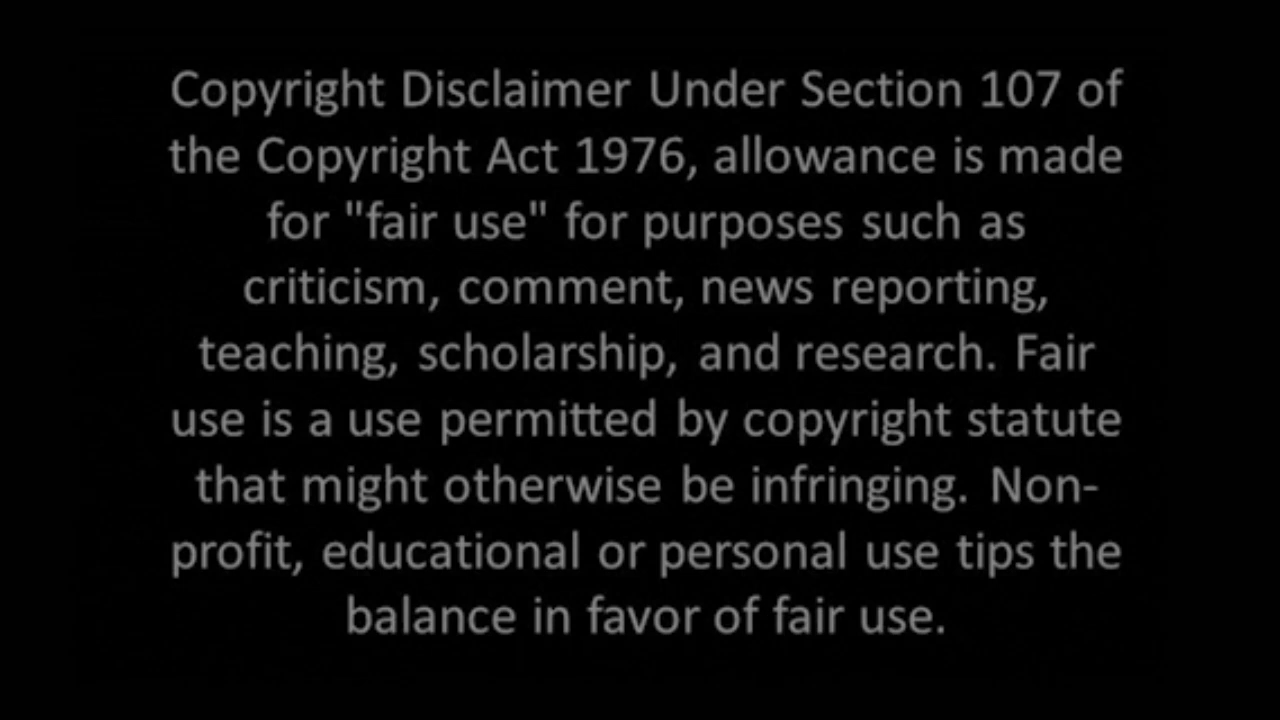 Copyright Disclaimer Under Section 107 of
the Copyright Act 1976, allowance is made
for "fair use" for purposes such as
criticism, comment, news reporting,
teaching, scholarship, and research. Fair
use is a use permitted by copyright statute
that might otherwise be infringing. Non-
profit, educational or personal use tips the
balance in favor of fair use.